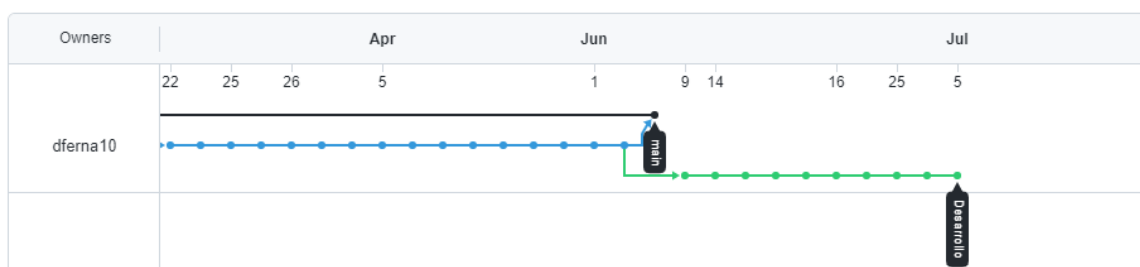 Owners Apr Jun Jul
22 25 26 5 1 9 14 16 25 5
dferna10
main
Desarrollo